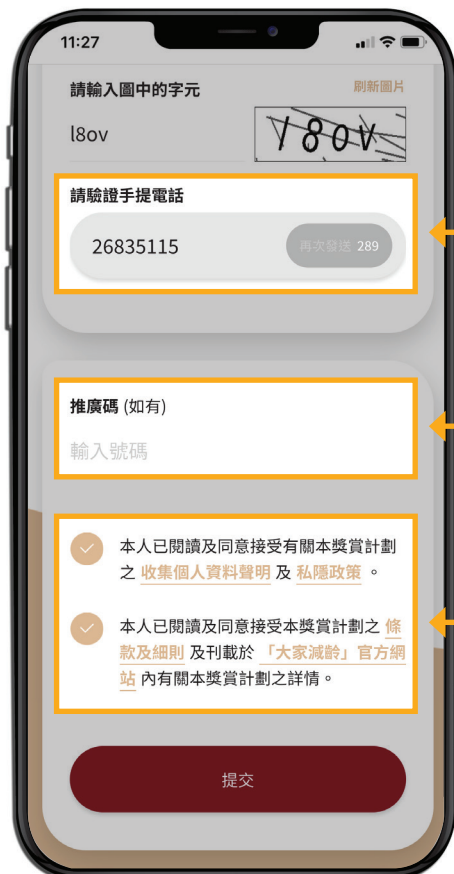 11:27
請輸入圖中的字元
刷新圖片
l8ov
l8ov
請驗證手提電話
26835115
再次發送 289
推廣碼 (如有)
輸入號碼
本人已閱讀及同意接受有關本獎賞計劃
之 收集個人資料聲明 及 私隱政策 。
本人已閱讀及同意接受本獎賞計劃之 條
款及細則 及刊載於 「大家減齡」官方網
站 內有關本獎賞計劃之詳情。
提交